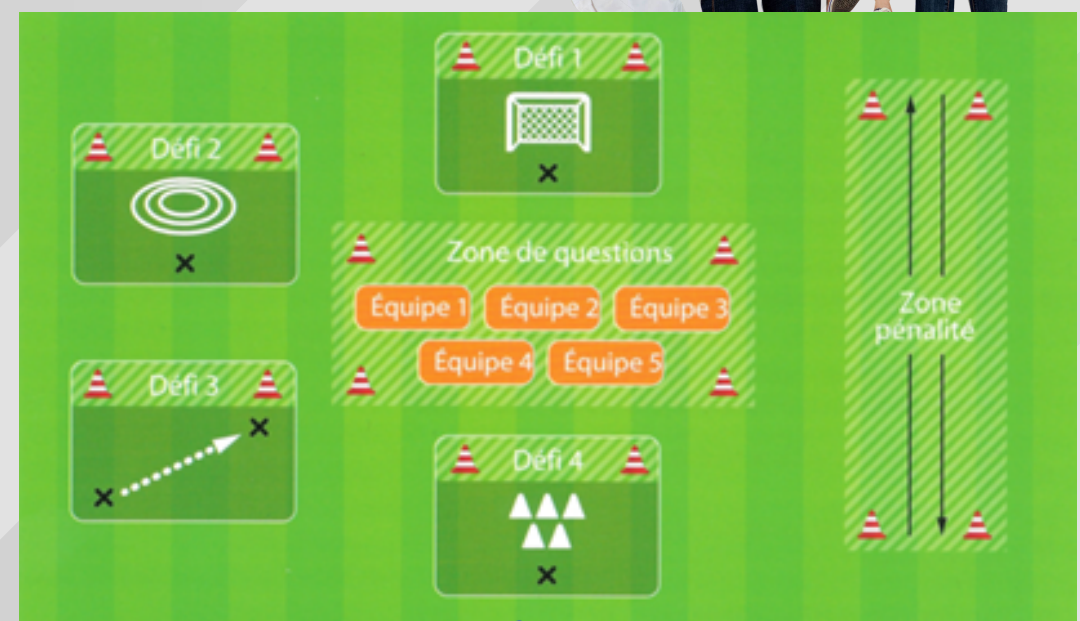 Défi 1
Défi 2
Zone de questions
Équipe 1 Équipe 2 Équipe 3
Équipe 4 Équipe 5
Zone
pénalité
Défi 3
Défi 4